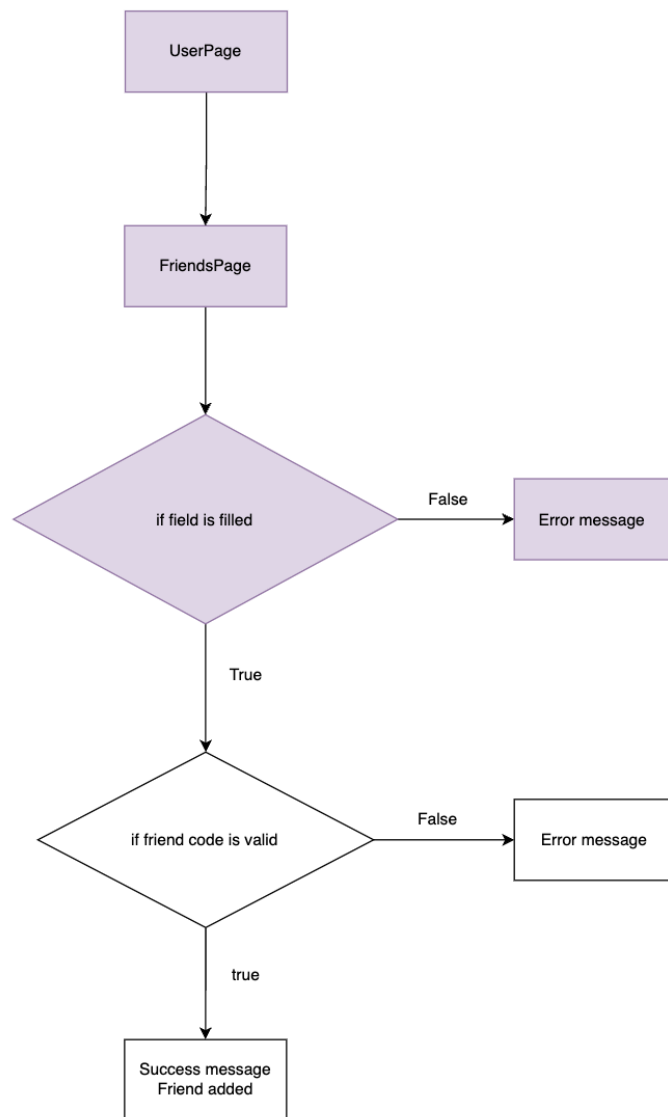 UserPage
FriendsPage
if field is filled
False
Error message
True
if friend code is valid
False
Error message
true
Success message
Friend added